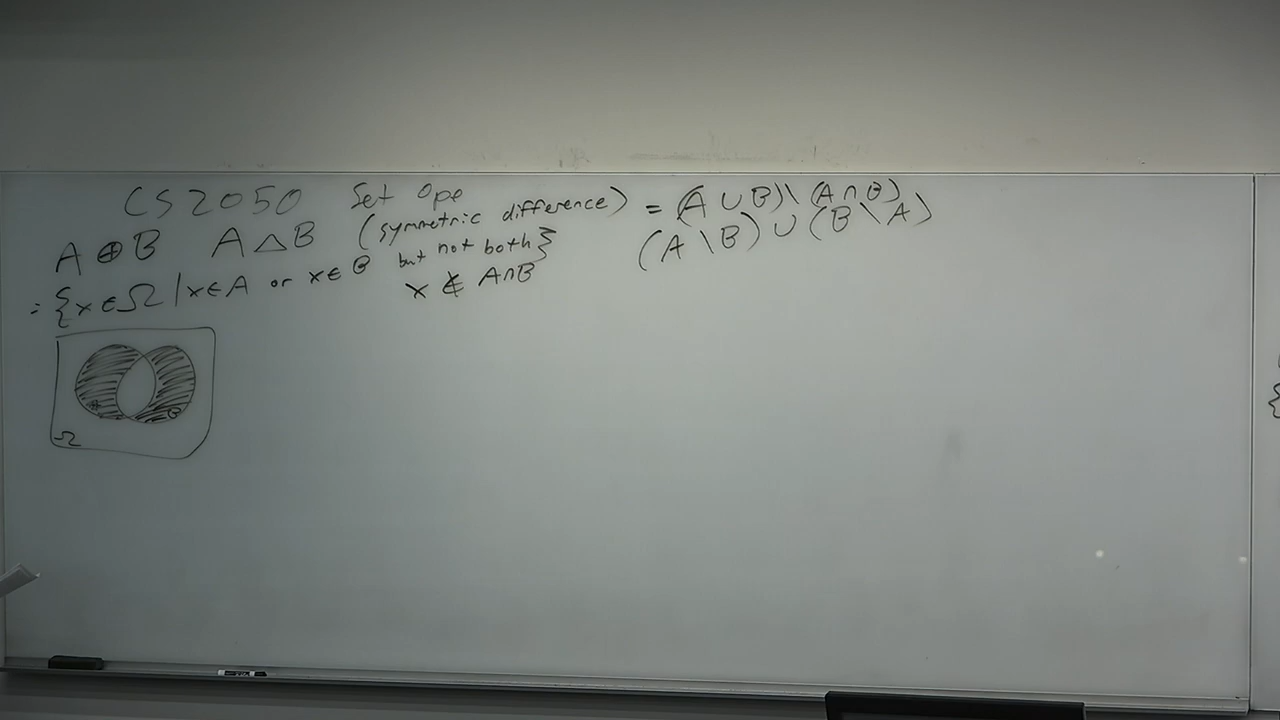 CS2050 Set Ope
A ⊕ B A △ B (symmetric difference) = (A ∪ B) \ (A ∩ B)
(A \ B) ∪ (B \ A)
= {x ∈ Ω | x ∈ A or x ∈ B but not both}
x ∉ A∩B
A B
Ω